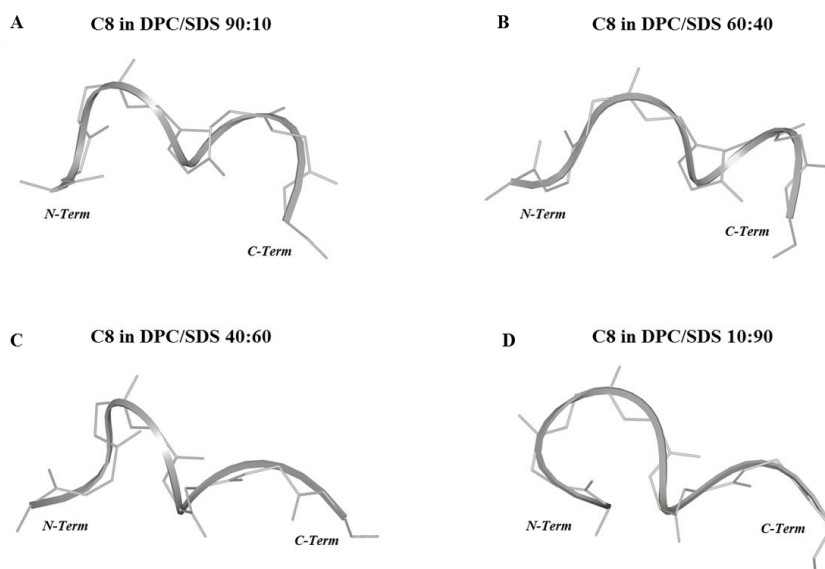 A
C8 in DPC/SDS 90:10
N-Term
C-Term
B
C8 in DPC/SDS 60:40
N-Term
C-Term
C
C8 in DPC/SDS 40:60
N-Term
C-Term
D
C8 in DPC/SDS 10:90
N-Term
C-Term